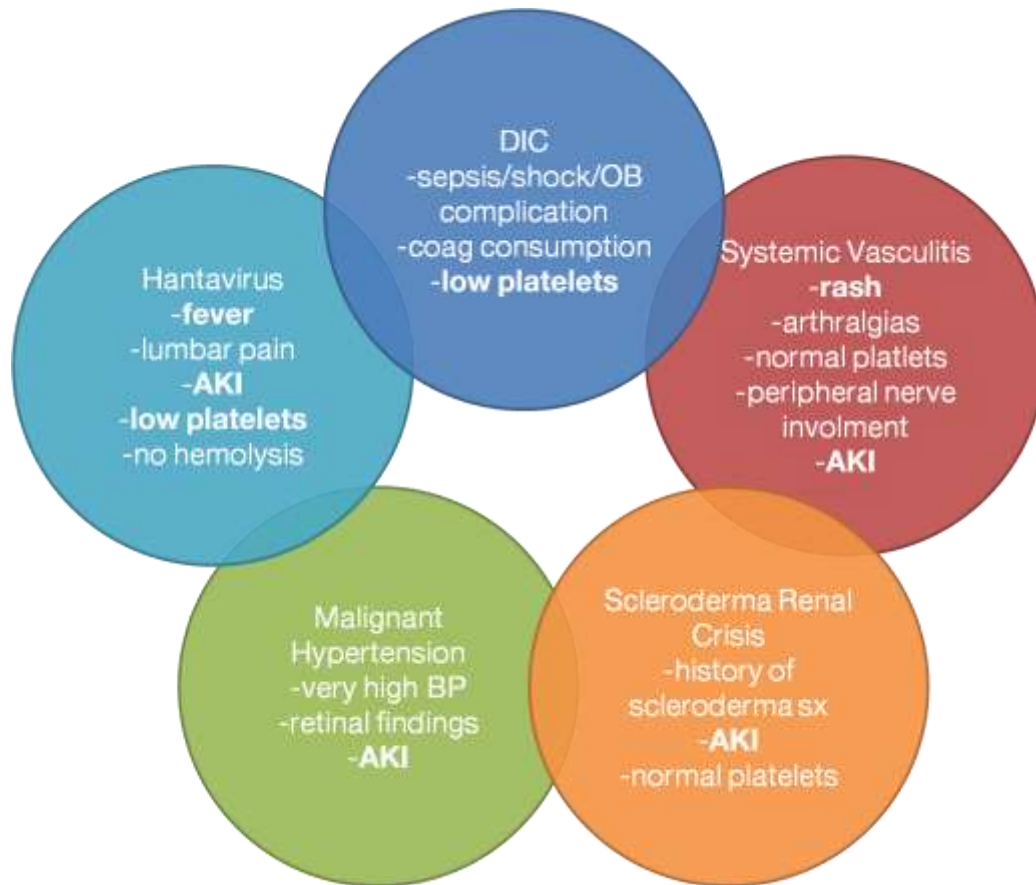 DIC
-sepsis/shock/OB
complication
-coag consumption
-low platelets
Systemic Vasculitis
-rash
-arthralgias
-normal platlets
-peripheral nerve
involment
-AKI
Hantavirus
-fever
-lumbar pain
-AKI
-low platelets
-no hemolysis
Malignant
Hypertension
-very high BP
-retinal findings
-AKI
Scleroderma Renal
Crisis
-history of
scleroderma sx
-AKI
-normal platelets